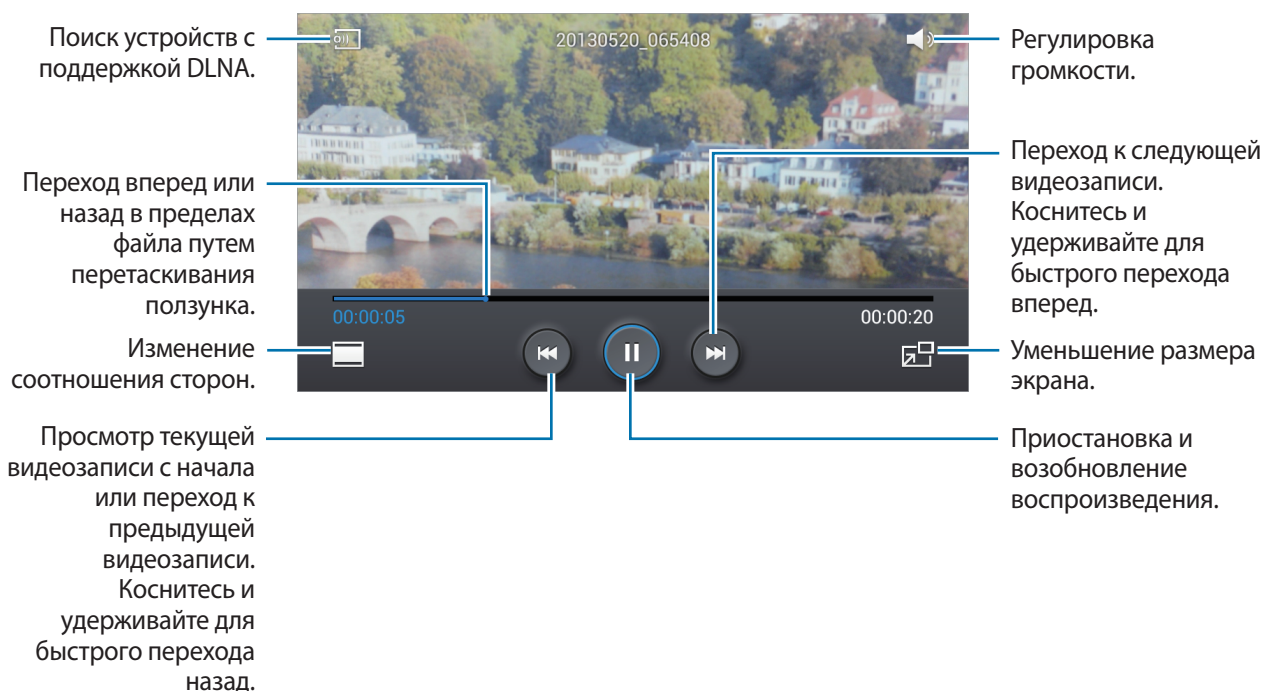 Поиск устройств с
поддержкой DLNA.
20130520_065408
Регулировка
громкости.
Переход вперед или
назад в пределах
файла путем
перетаскивания
ползунка.
Переход к следующей
видеозаписи.
Коснитесь и
удерживайте для
быстрого перехода
вперед.
00:00:05
00:00:20
Изменение
соотношения сторон.
Уменьшение размера
экрана.
Просмотр текущей
видеозаписи с начала
или переход к
предыдущей
видеозаписи.
Коснитесь и
удерживайте для
быстрого перехода
назад.
Приостановка и
возобновление
воспроизведения.